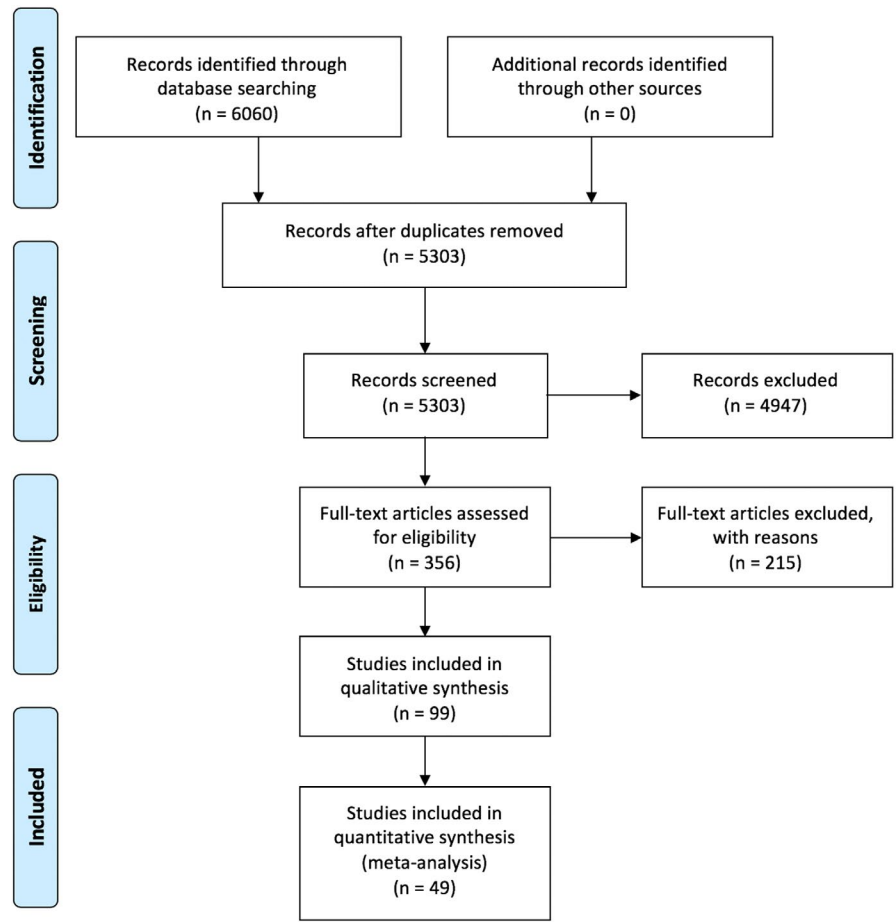 Identification
Records identified through
database searching
(n = 6060)
Additional records identified
through other sources
(n = 0)
Records after duplicates removed
(n = 5303)
Screening
Records screened
(n = 5303)
Records excluded
(n = 4947)
Eligibility
Full-text articles assessed
for eligibility
(n = 356)
Full-text articles excluded,
with reasons
(n = 215)
Studies included in
qualitative synthesis
(n = 99)
Included
Studies included in
quantitative synthesis
(meta-analysis)
(n = 49)